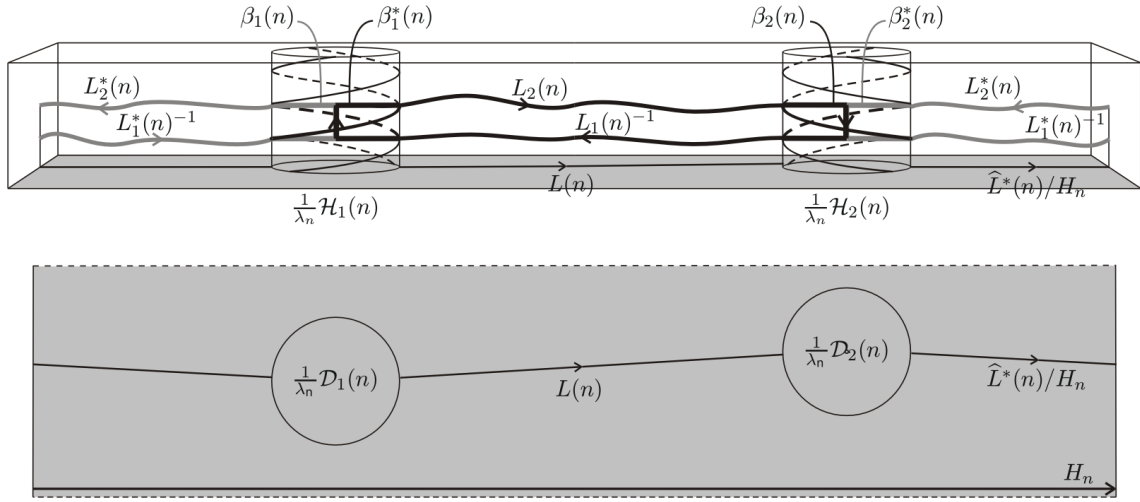 β₁(n) β₁*(n) β₂(n) β₂*(n)
L₂*(n) L₂(n) L₂*(n)
L₁*(n)⁻¹ L₁(n)⁻¹ L₁*(n)⁻¹
L(n) L̂*(n)/Hₙ
1/λₙ ℋ₁(n) 1/λₙ ℋ₂(n)
1/λₙ 𝒟₁(n) 1/λₙ 𝒟₂(n)
L(n) L̂*(n)/Hₙ
Hₙ